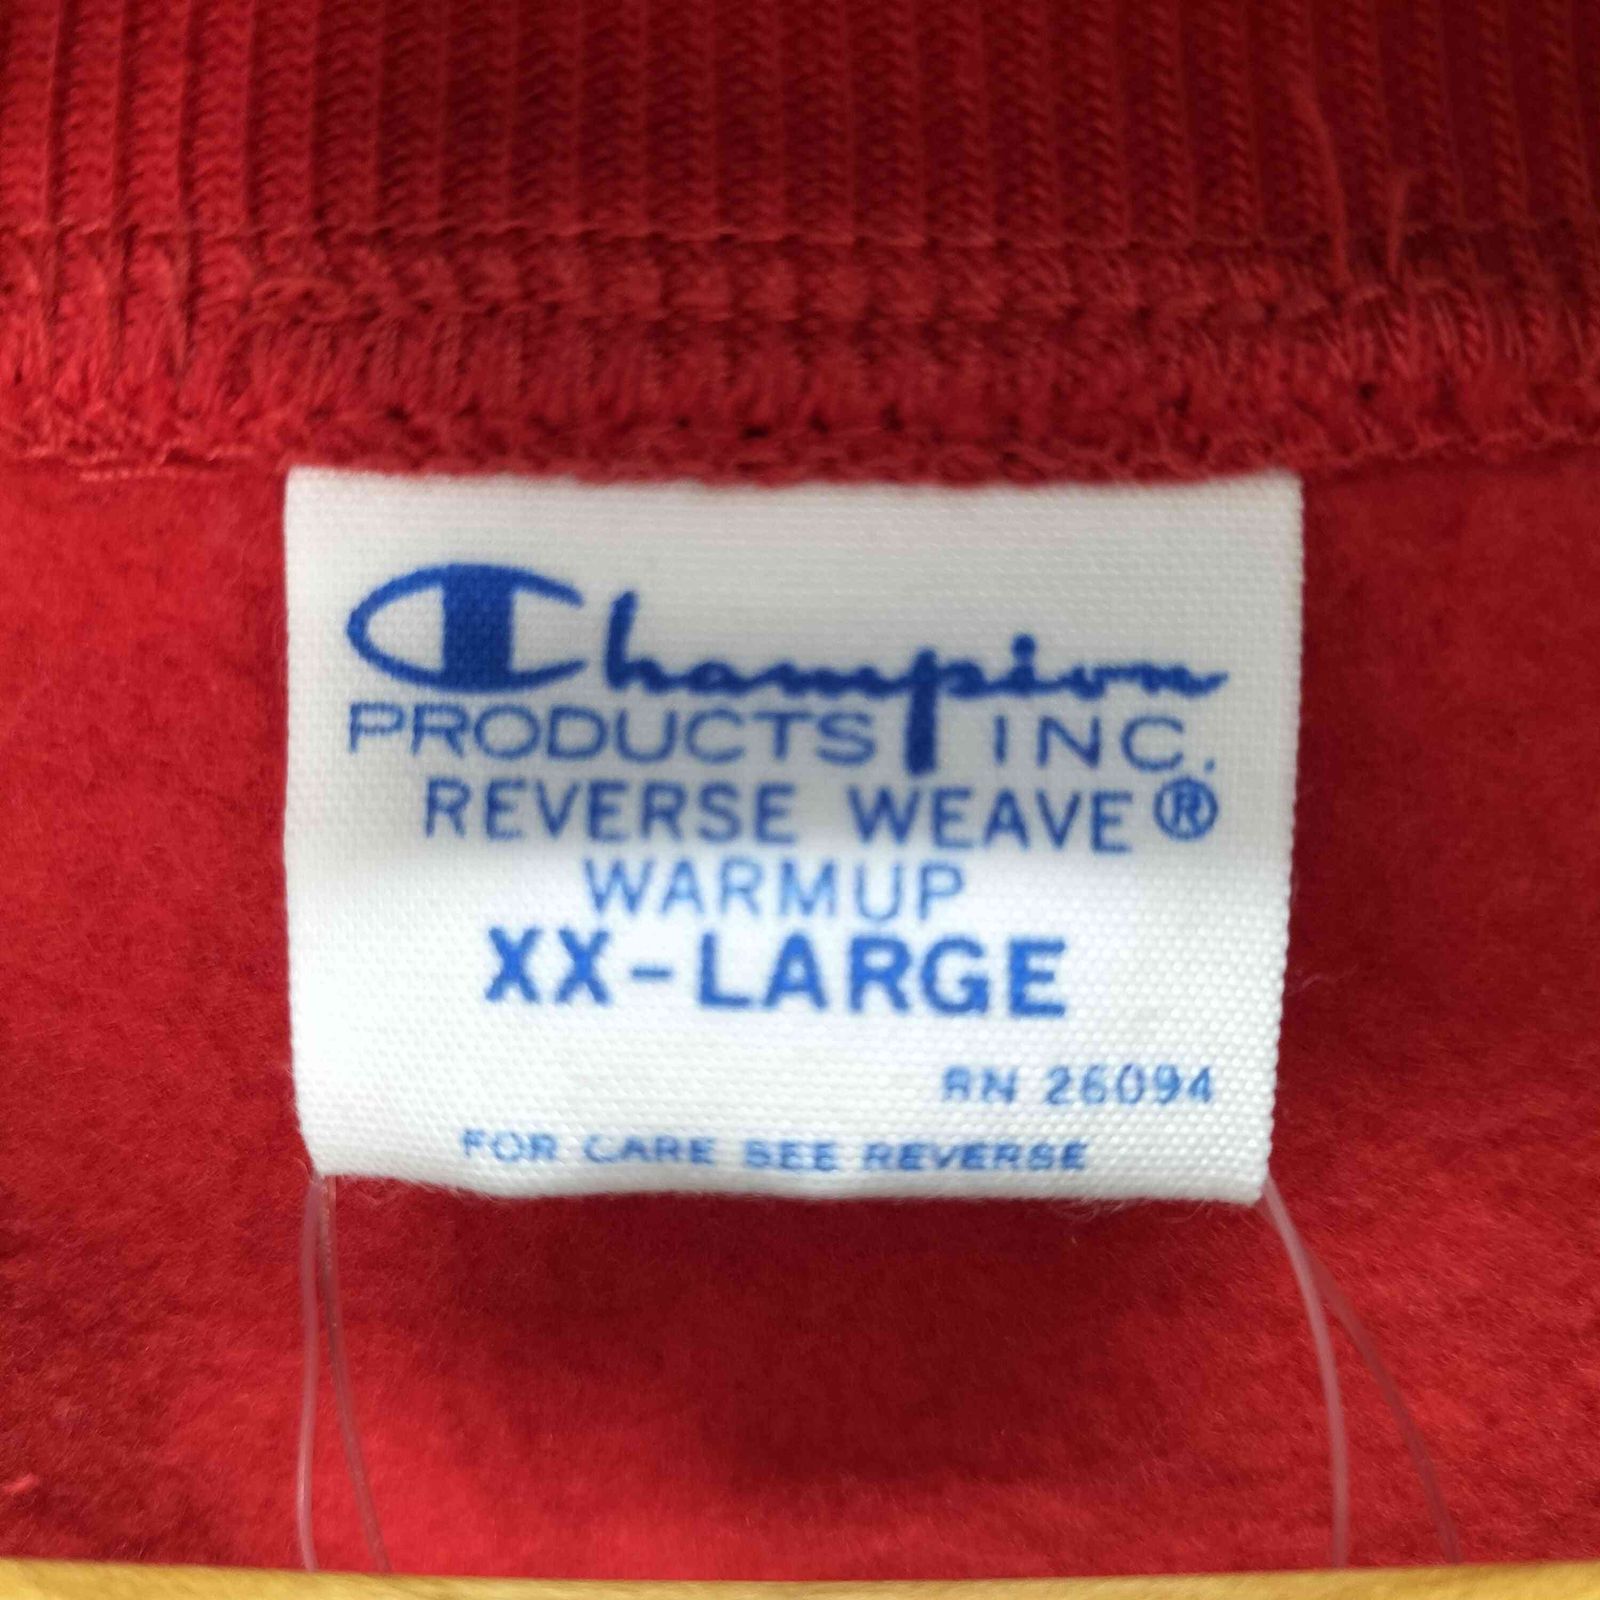 Champion
PRODUCTS INC.
REVERSE WEAVE®
WARMUP
XX-LARGE
RN 26094
FOR CARE SEE REVERSE